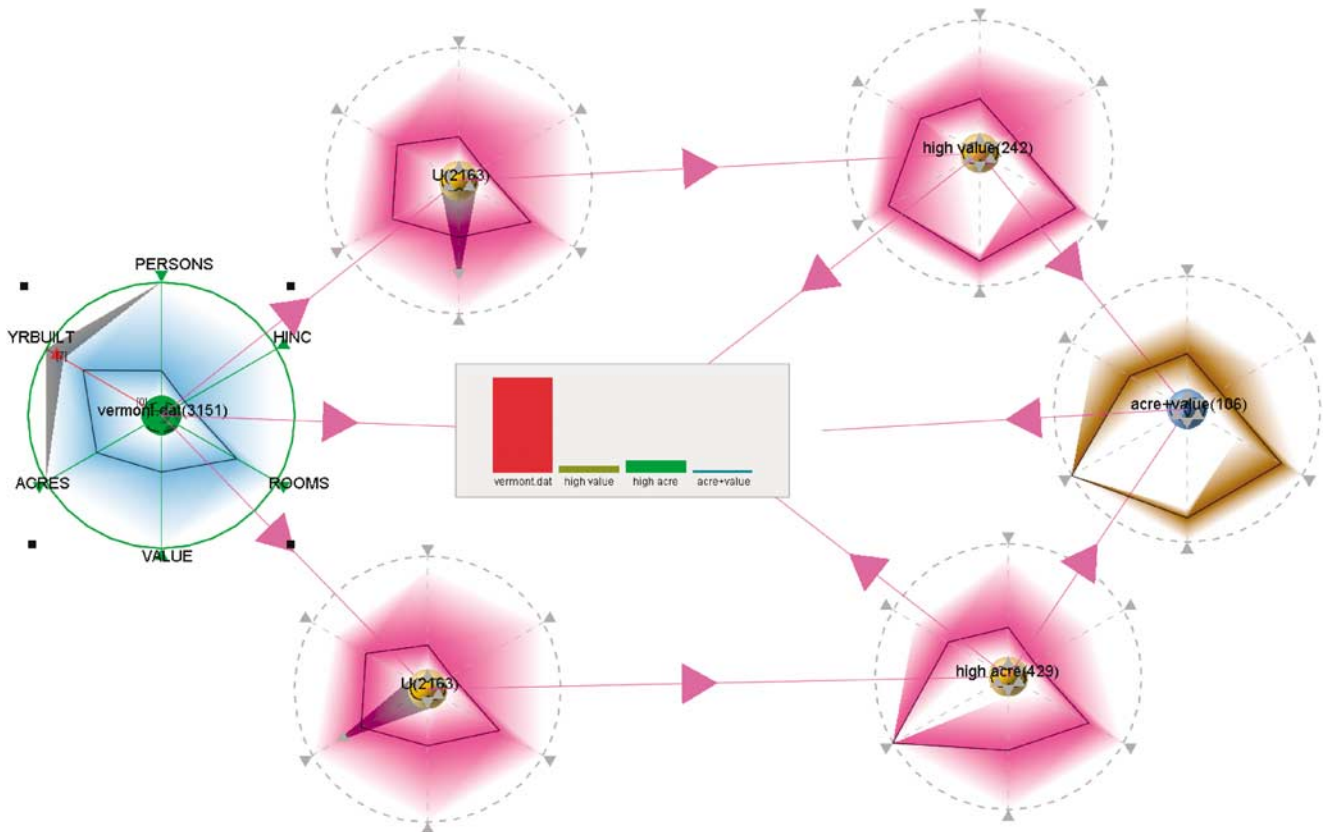 U(2163)
high value(242)
PERSONS
YRBUILT
HINC
vermont.dat(3151)
acre+value(106)
ACRES
ROOMS
VALUE
vermont.dat
high value
high acre
acre+value
U(2163)
high acre(429)